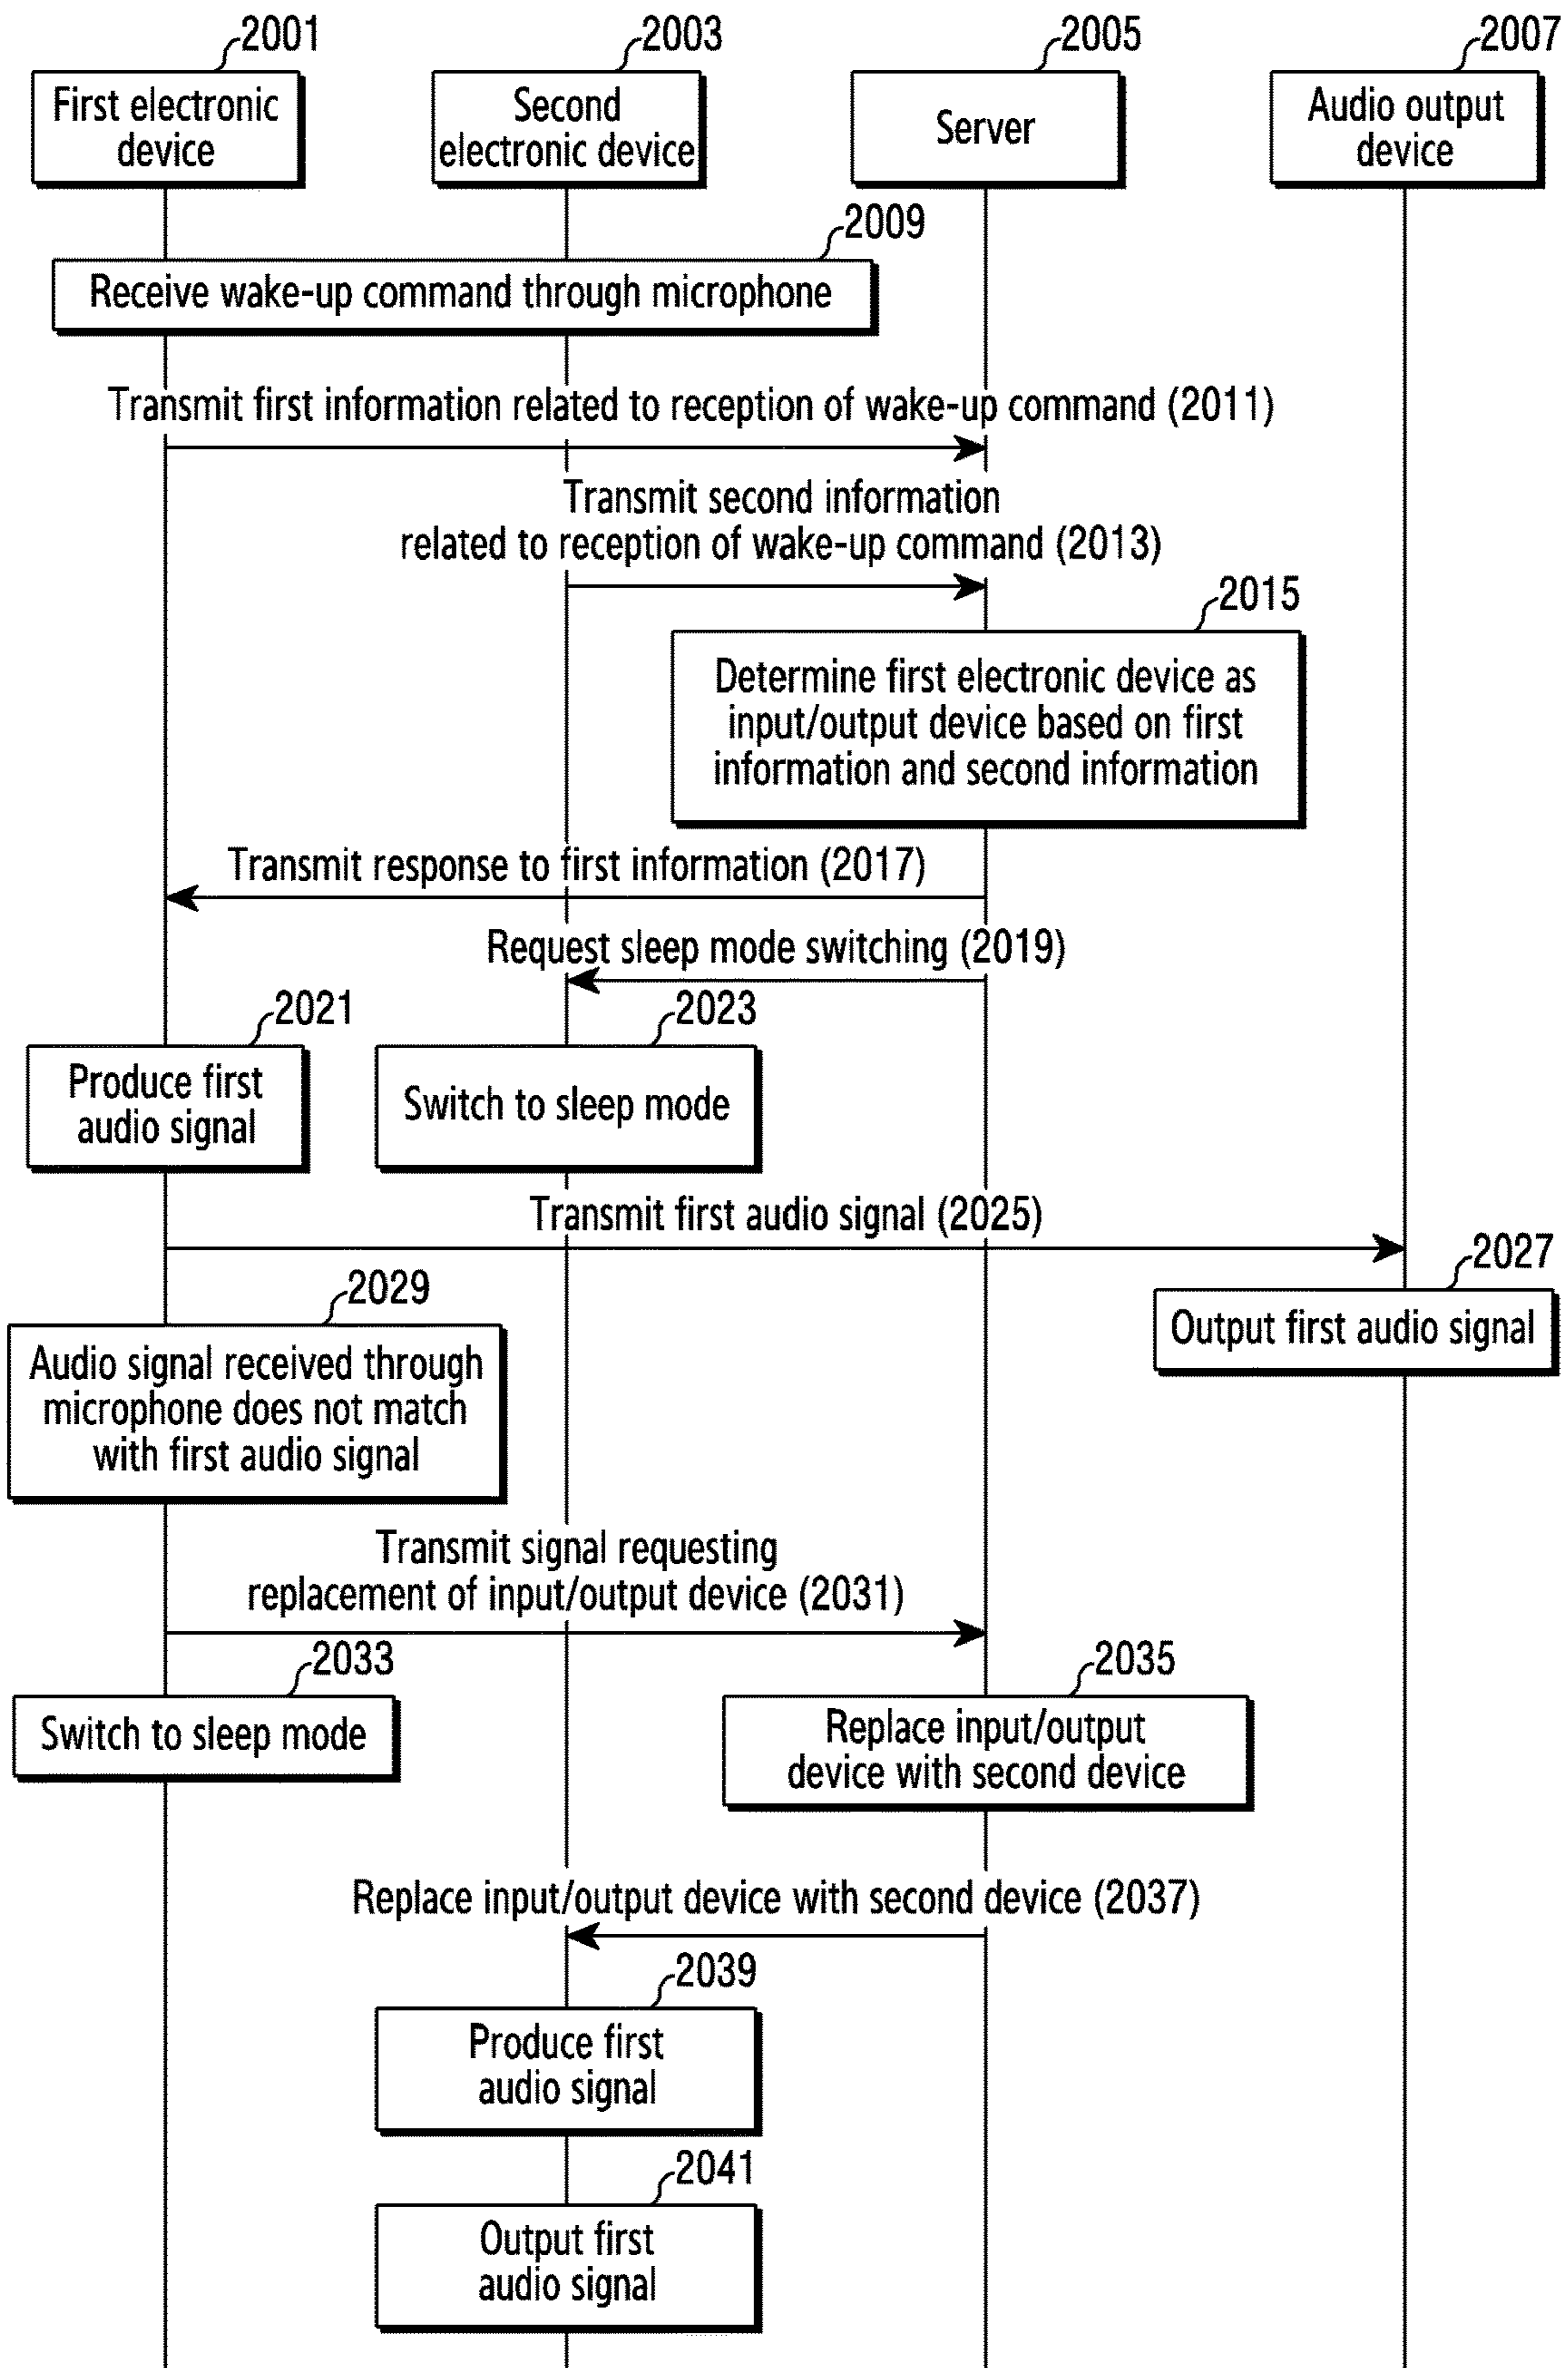 2001
2003
2005
2007
First electronic
device
Second
electronic device
Server
Audio output
device
2009
Receive wake-up command through microphone
Transmit first information related to reception of wake-up command (2011)
Transmit second information
related to reception of wake-up command (2013)
2015
Determine first electronic device as
input/output device based on first
information and second information
Transmit response to first information (2017)
Request sleep mode switching (2019)
2021
2023
Produce first
audio signal
Switch to sleep mode
Transmit first audio signal (2025)
2027
Output first audio signal
2029
Audio signal received through
microphone does not match
with first audio signal
Transmit signal requesting
replacement of input/output device (2031)
2033
2035
Switch to sleep mode
Replace input/output
device with second device
Replace input/output device with second device (2037)
2039
Produce first
audio signal
2041
Output first
audio signal